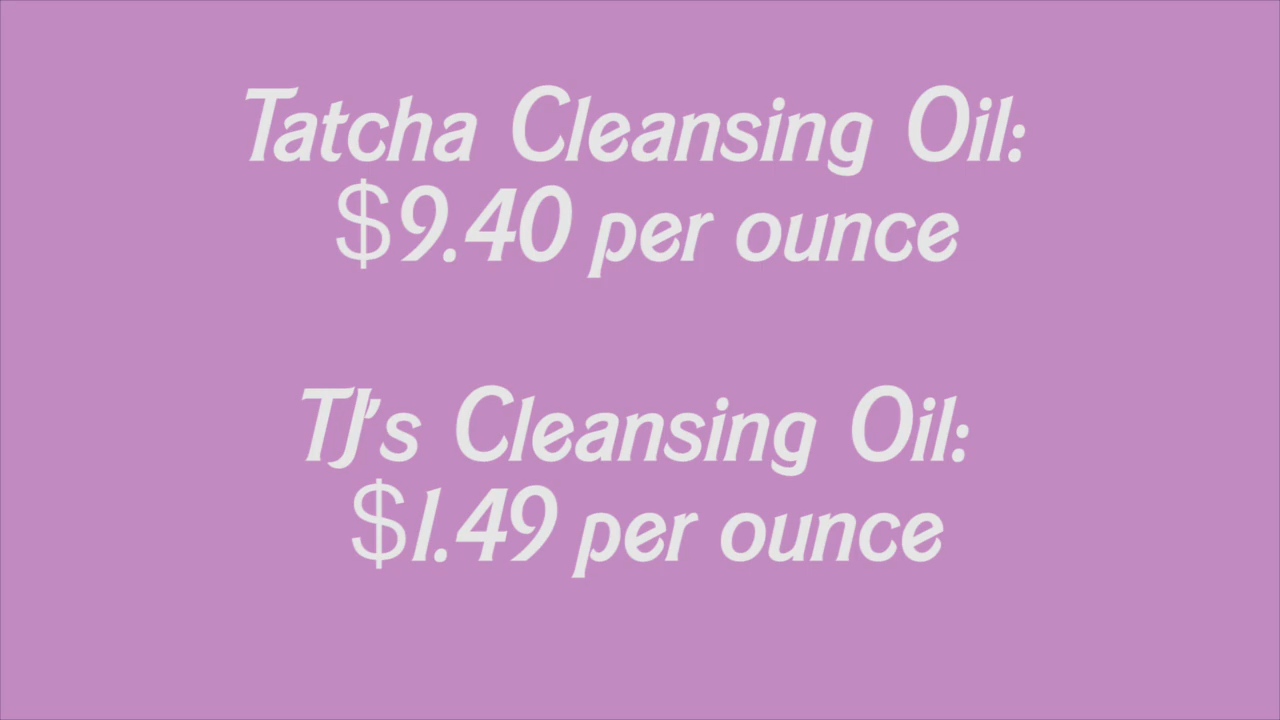 Tatcha Cleansing Oil:
$9.40 per ounce
TJ's Cleansing Oil:
$1.49 per ounce